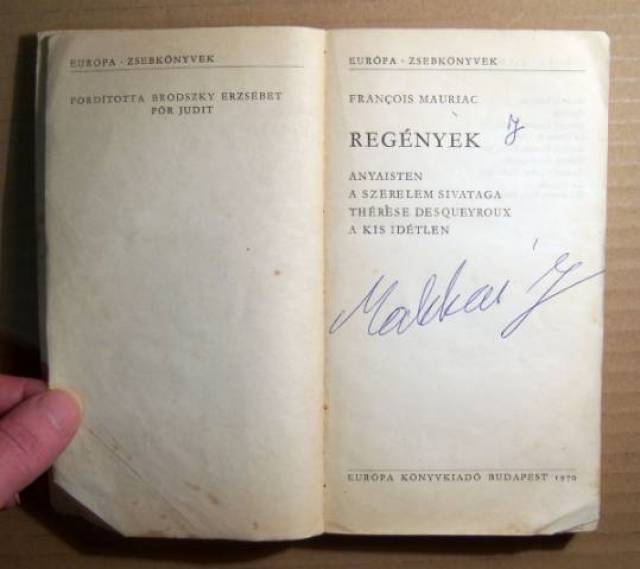 EURÓPA · ZSEBKÖNYVEK
FORDÍTOTTA BRODSZKY ERZSÉBET
PÓR JUDIT
EURÓPA · ZSEBKÖNYVEK
FRANÇOIS MAURIAC
REGÉNYEK
ANYAISTEN
A SZERELEM SIVATAGA
THÉRÈSE DESQUEYROUX
A KIS IDÉTLEN
Makkai
EURÓPA KÖNYVKIADÓ BUDAPEST 1970